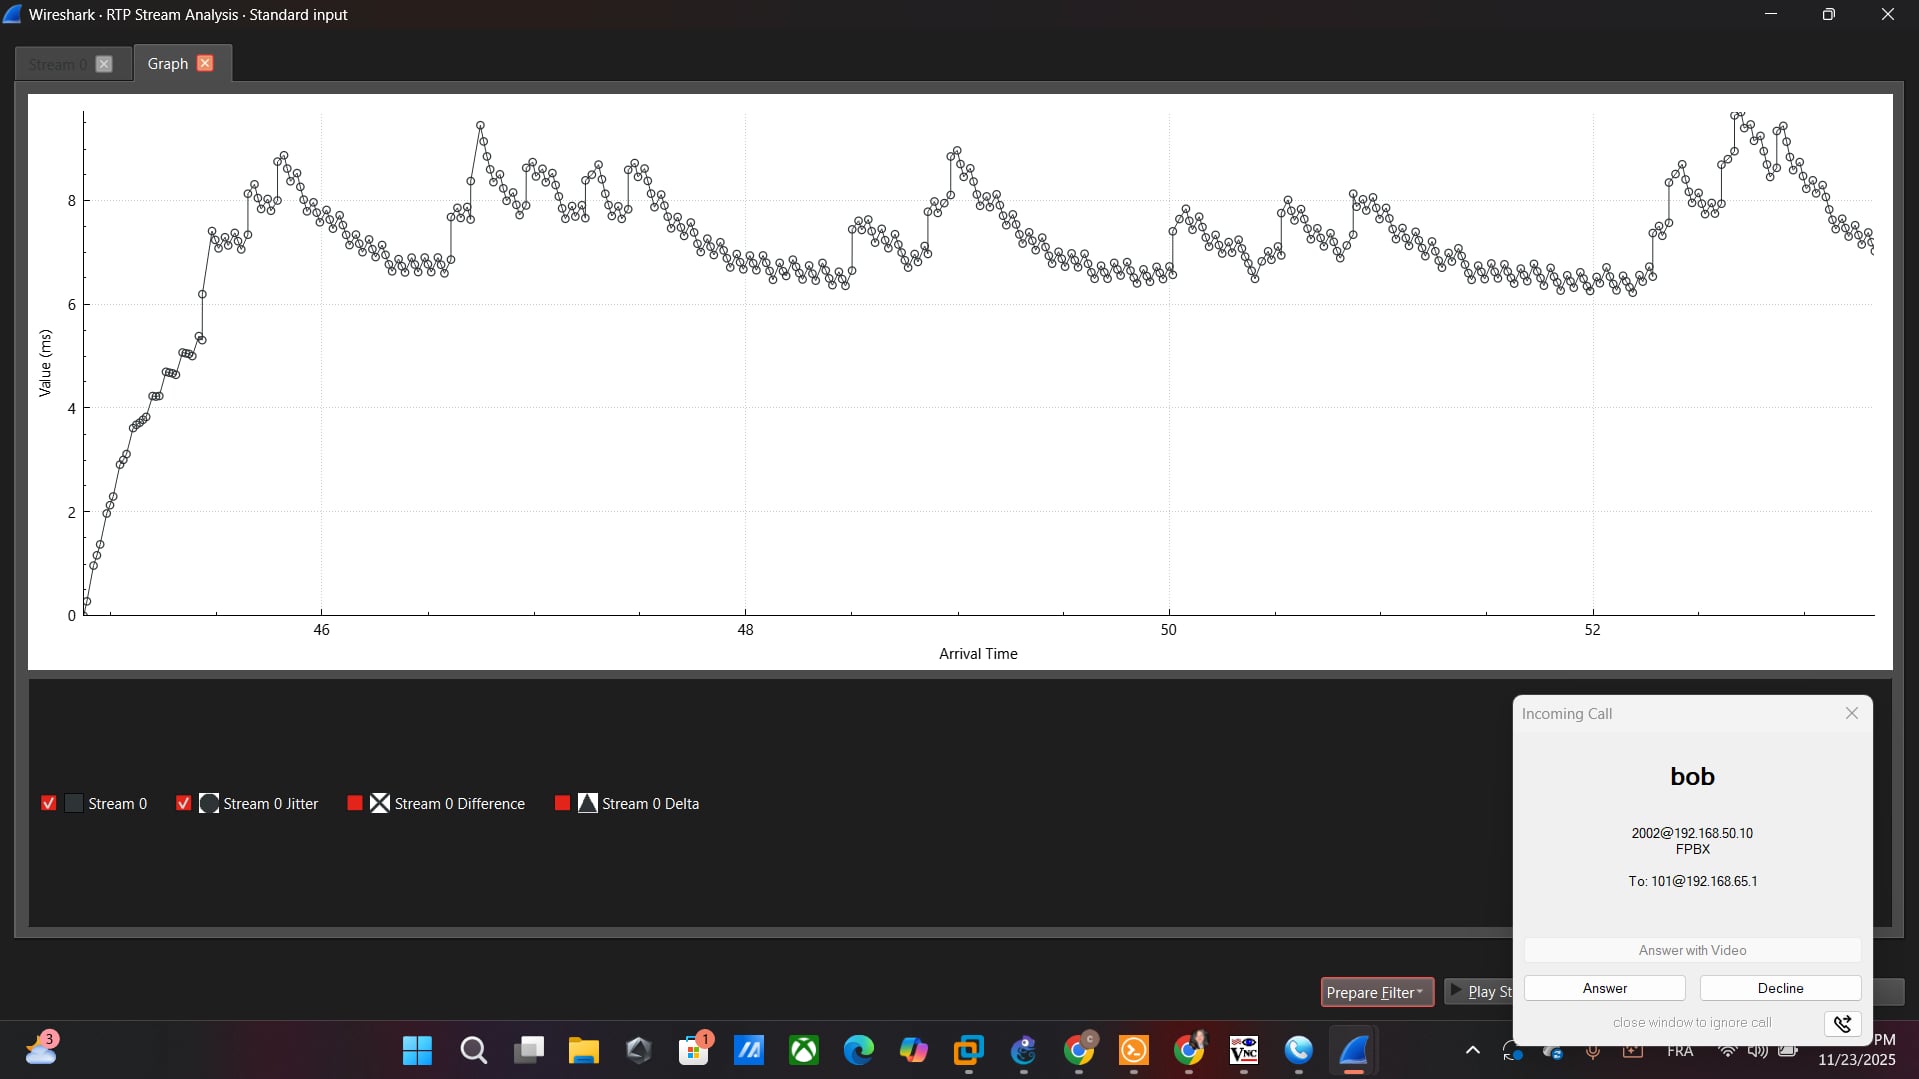 Wireshark · RTP Stream Analysis · Standard input
Stream 0
Graph
8
6
4
2
0
Value (ms)
46
48
50
52
Arrival Time
Stream 0
Stream 0 Jitter
Stream 0 Difference
Stream 0 Delta
Incoming Call
bob
2002@192.168.50.10
FPBX
To: 101@192.168.65.1
Answer with Video
Answer
Decline
close window to ignore call
Prepare Filter
Play St
3
1
C
VNC
FRA
PM
11/23/2025